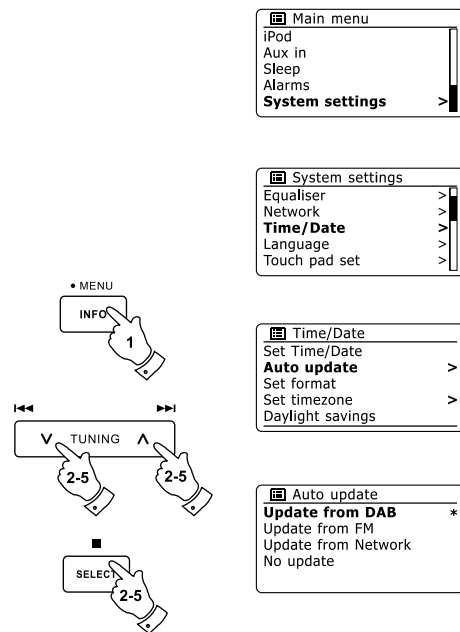 Main menu
iPod
Aux in
Sleep
Alarms
System settings >
System settings
Equaliser >
Network >
Time/Date >
Language >
Touch pad set >
• MENU
INFO
1
Time/Date
Set Time/Date
Auto update >
Set format
Set timezone >
Daylight savings
TUNING
2-5
2-5
SELECT
2-5
Auto update
Update from DAB *
Update from FM
Update from Network
No update